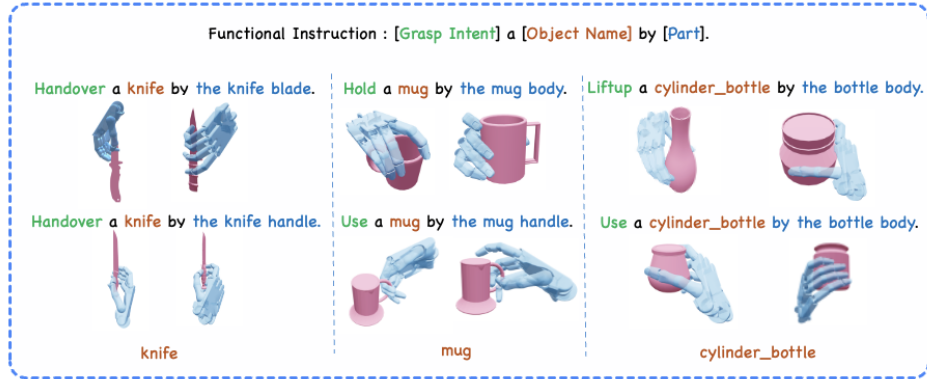 Functional Instruction : [Grasp Intent] a [Object Name] by [Part].
Handover a knife by the knife blade.
Hold a mug by the mug body.
Liftup a cylinder_bottle by the bottle body.
Handover a knife by the knife handle.
Use a mug by the mug handle.
Use a cylinder_bottle by the bottle body.
knife
mug
cylinder_bottle